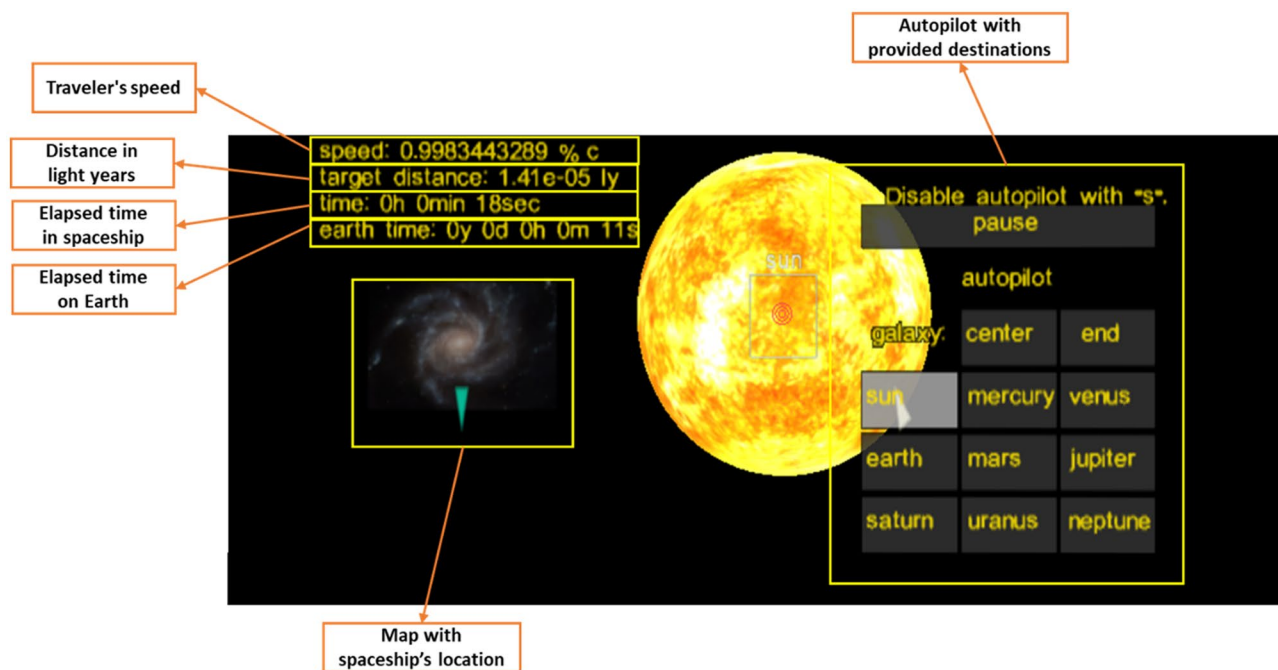 Autopilot with
provided destinations
Traveler's speed
Distance in
light years
Elapsed time
in spaceship
Elapsed time
on Earth
speed: 0.9983443289 % c
target distance: 1.41e-05 ly
time: 0h 0min 18sec
earth time: 0y 0d 0h 0m 11s
Disable autopilot with "s".
pause
sun
autopilot
galaxy: center end
sun mercury venus
earth mars jupiter
saturn uranus neptune
Map with
spaceship's location